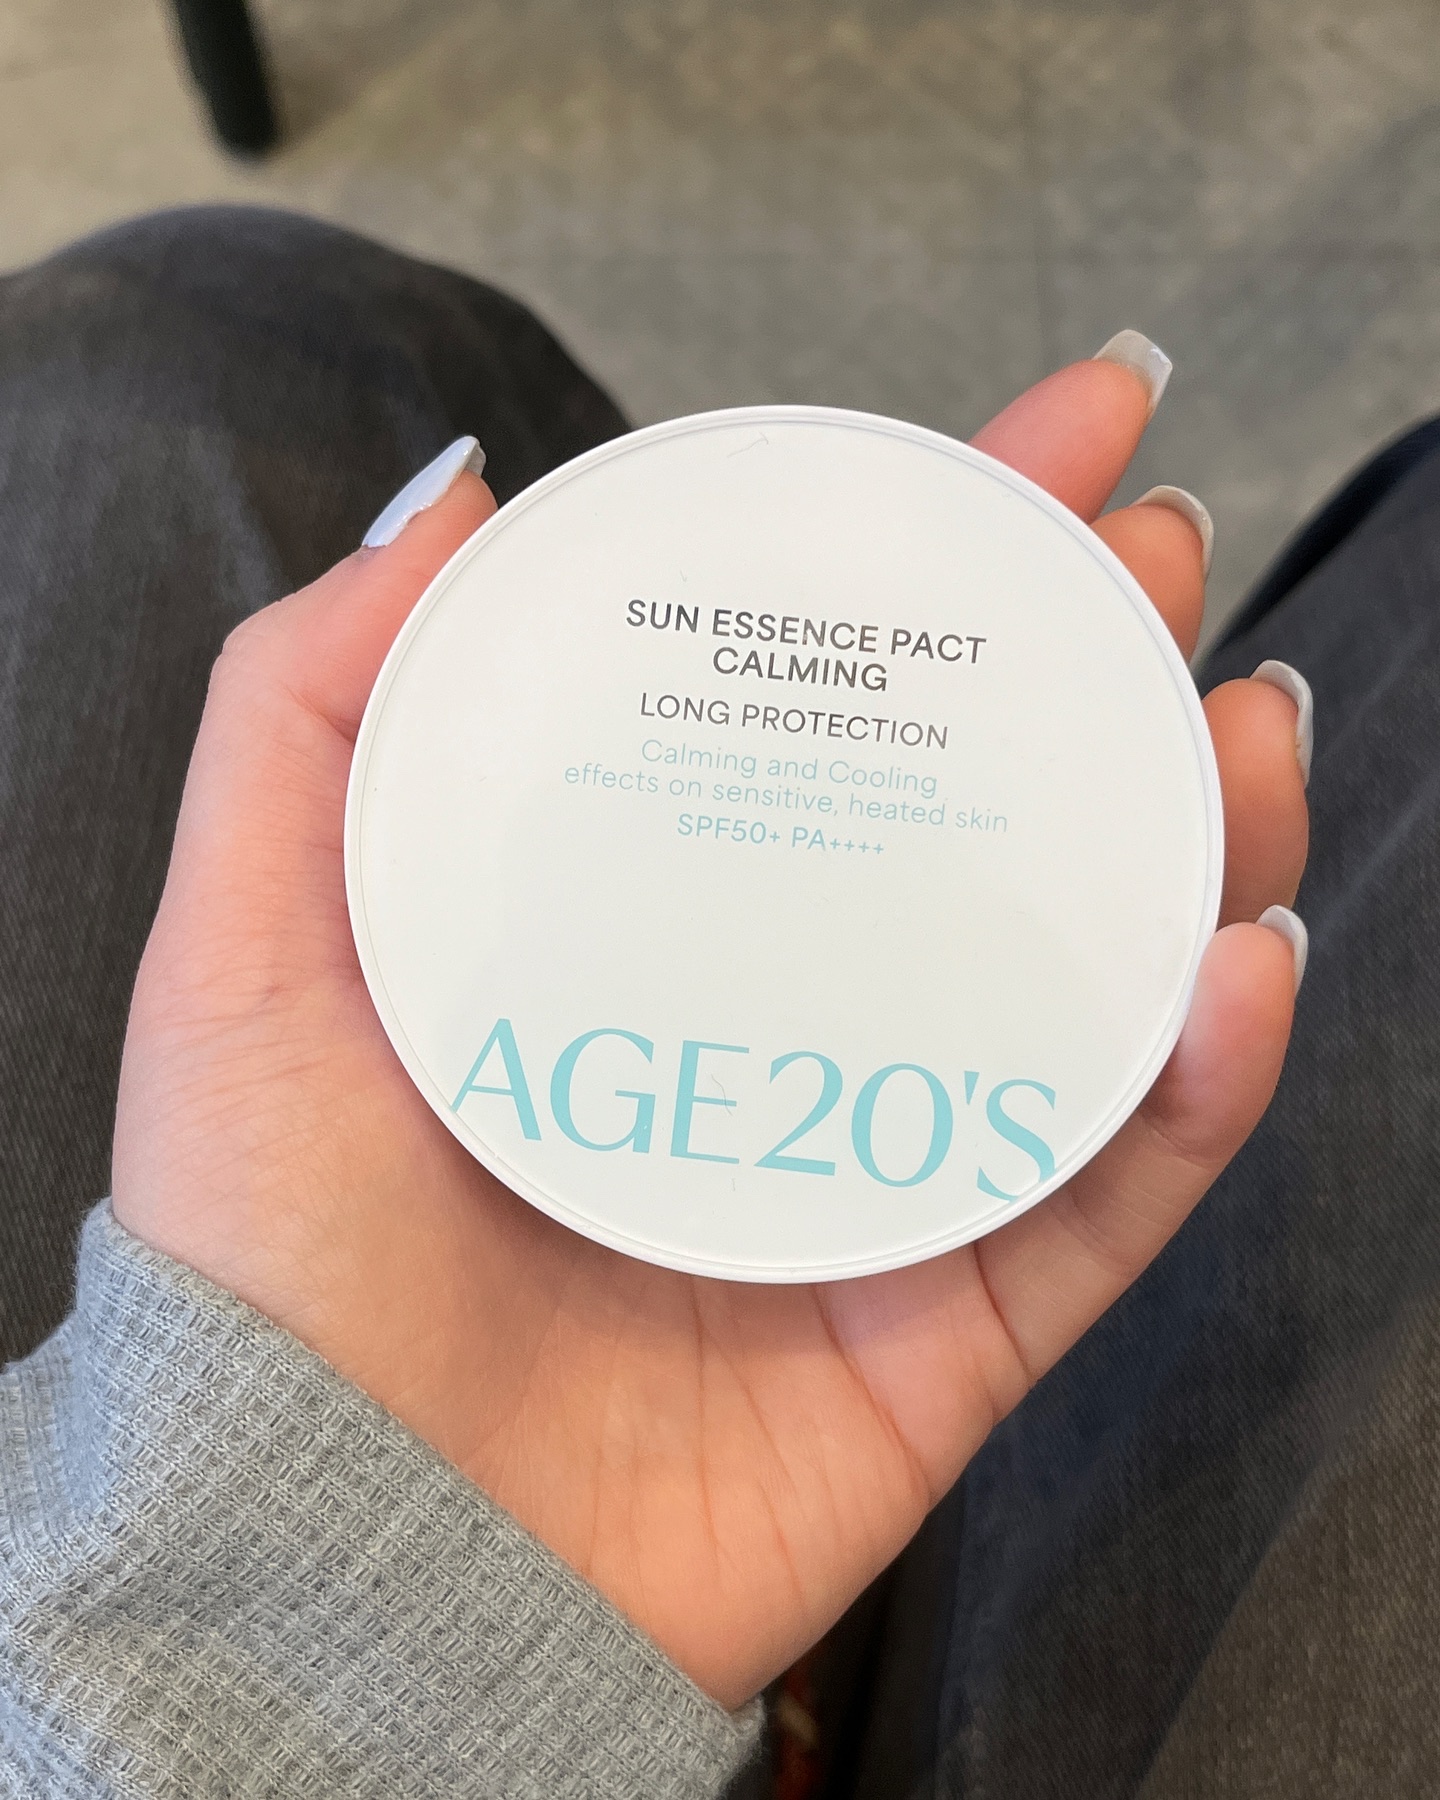 SUN ESSENCE PACT
CALMING
LONG PROTECTION
Calming and Cooling
effects on sensitive, heated skin
SPF50+ PA++++
AGE20'S